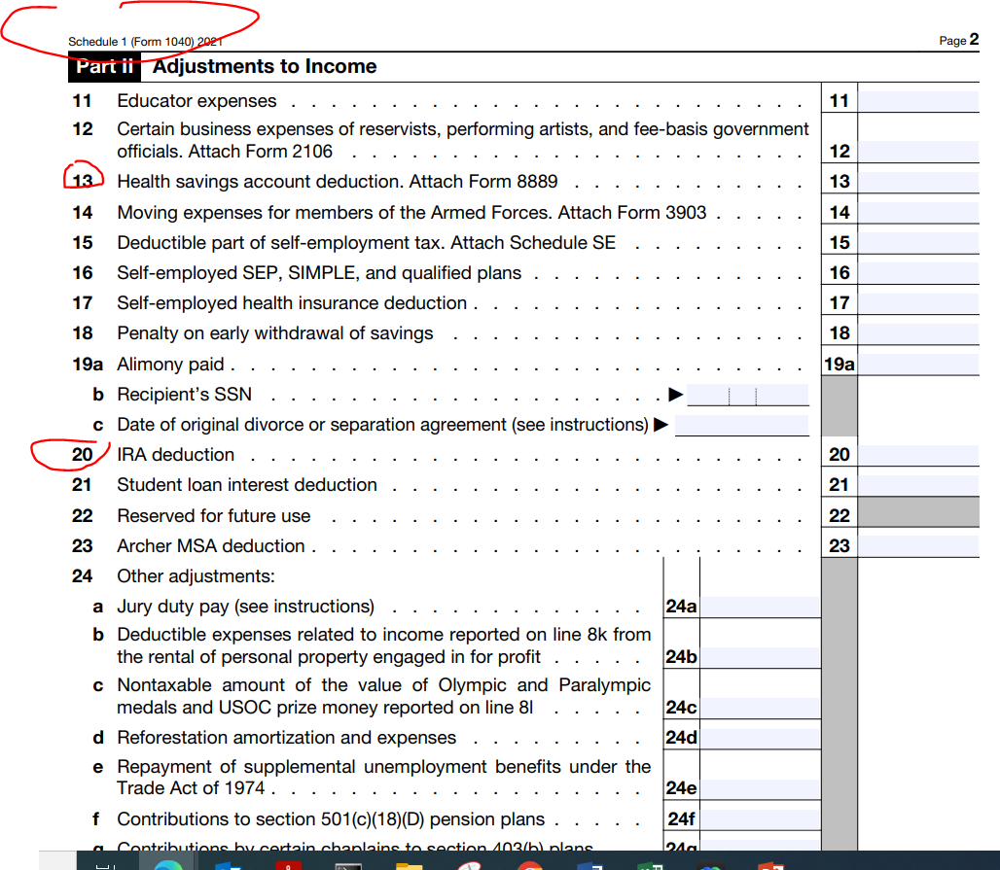 Schedule 1 (Form 1040) 2021 Page 2
Part II Adjustments to Income
11 Educator expenses . . . . . . . . . . . . . . . . . . . . . . . . . . 11
12 Certain business expenses of reservists, performing artists, and fee-basis government
officials. Attach Form 2106 . . . . . . . . . . . . . . . . . . . . . . . 12
13 Health savings account deduction. Attach Form 8889 . . . . . . . . . . . . 13
14 Moving expenses for members of the Armed Forces. Attach Form 3903 . . . . . 14
15 Deductible part of self-employment tax. Attach Schedule SE . . . . . . . . . 15
16 Self-employed SEP, SIMPLE, and qualified plans . . . . . . . . . . . . . . 16
17 Self-employed health insurance deduction . . . . . . . . . . . . . . . . . 17
18 Penalty on early withdrawal of savings . . . . . . . . . . . . . . . . . . 18
19a Alimony paid . . . . . . . . . . . . . . . . . . . . . . . . . . . . . 19a
b Recipient's SSN . . . . . . . . . . . . . . . . . . . . ▶
c Date of original divorce or separation agreement (see instructions) ▶
20 IRA deduction . . . . . . . . . . . . . . . . . . . . . . . . . . . . 20
21 Student loan interest deduction . . . . . . . . . . . . . . . . . . . . . 21
22 Reserved for future use . . . . . . . . . . . . . . . . . . . . . . . . 22
23 Archer MSA deduction . . . . . . . . . . . . . . . . . . . . . . . . . 23
24 Other adjustments:
a Jury duty pay (see instructions) . . . . . . . . . . . . . 24a
b Deductible expenses related to income reported on line 8k from
the rental of personal property engaged in for profit . . . . . 24b
c Nontaxable amount of the value of Olympic and Paralympic
medals and USOC prize money reported on line 8l . . . . . 24c
d Reforestation amortization and expenses . . . . . . . . . 24d
e Repayment of supplemental unemployment benefits under the
Trade Act of 1974 . . . . . . . . . . . . . . . . . . . 24e
f Contributions to section 501(c)(18)(D) pension plans . . . . . 24f
g Contributions by certain chaplains to section 403(b) plans 24g